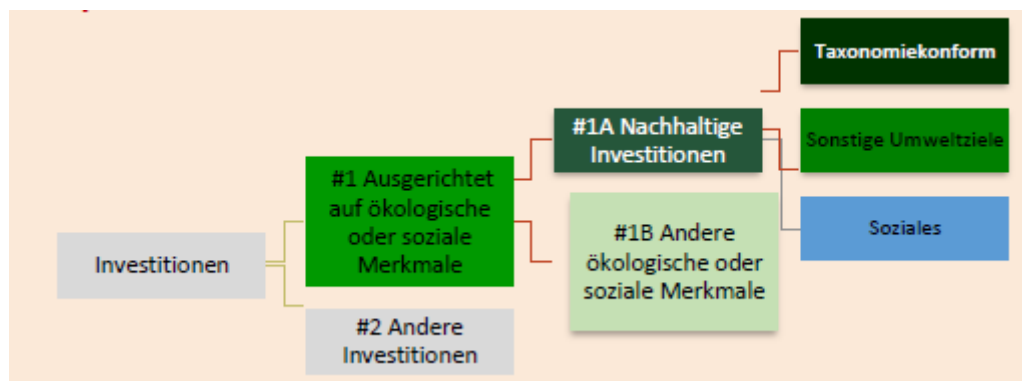 Investitionen
#1 Ausgerichtet
auf ökologische
oder soziale
Merkmale
#2 Andere
Investitionen
#1A Nachhaltige
Investitionen
#1B Andere
ökologische oder
soziale Merkmale
Taxonomiekonform
Sonstige Umweltziele
Soziales